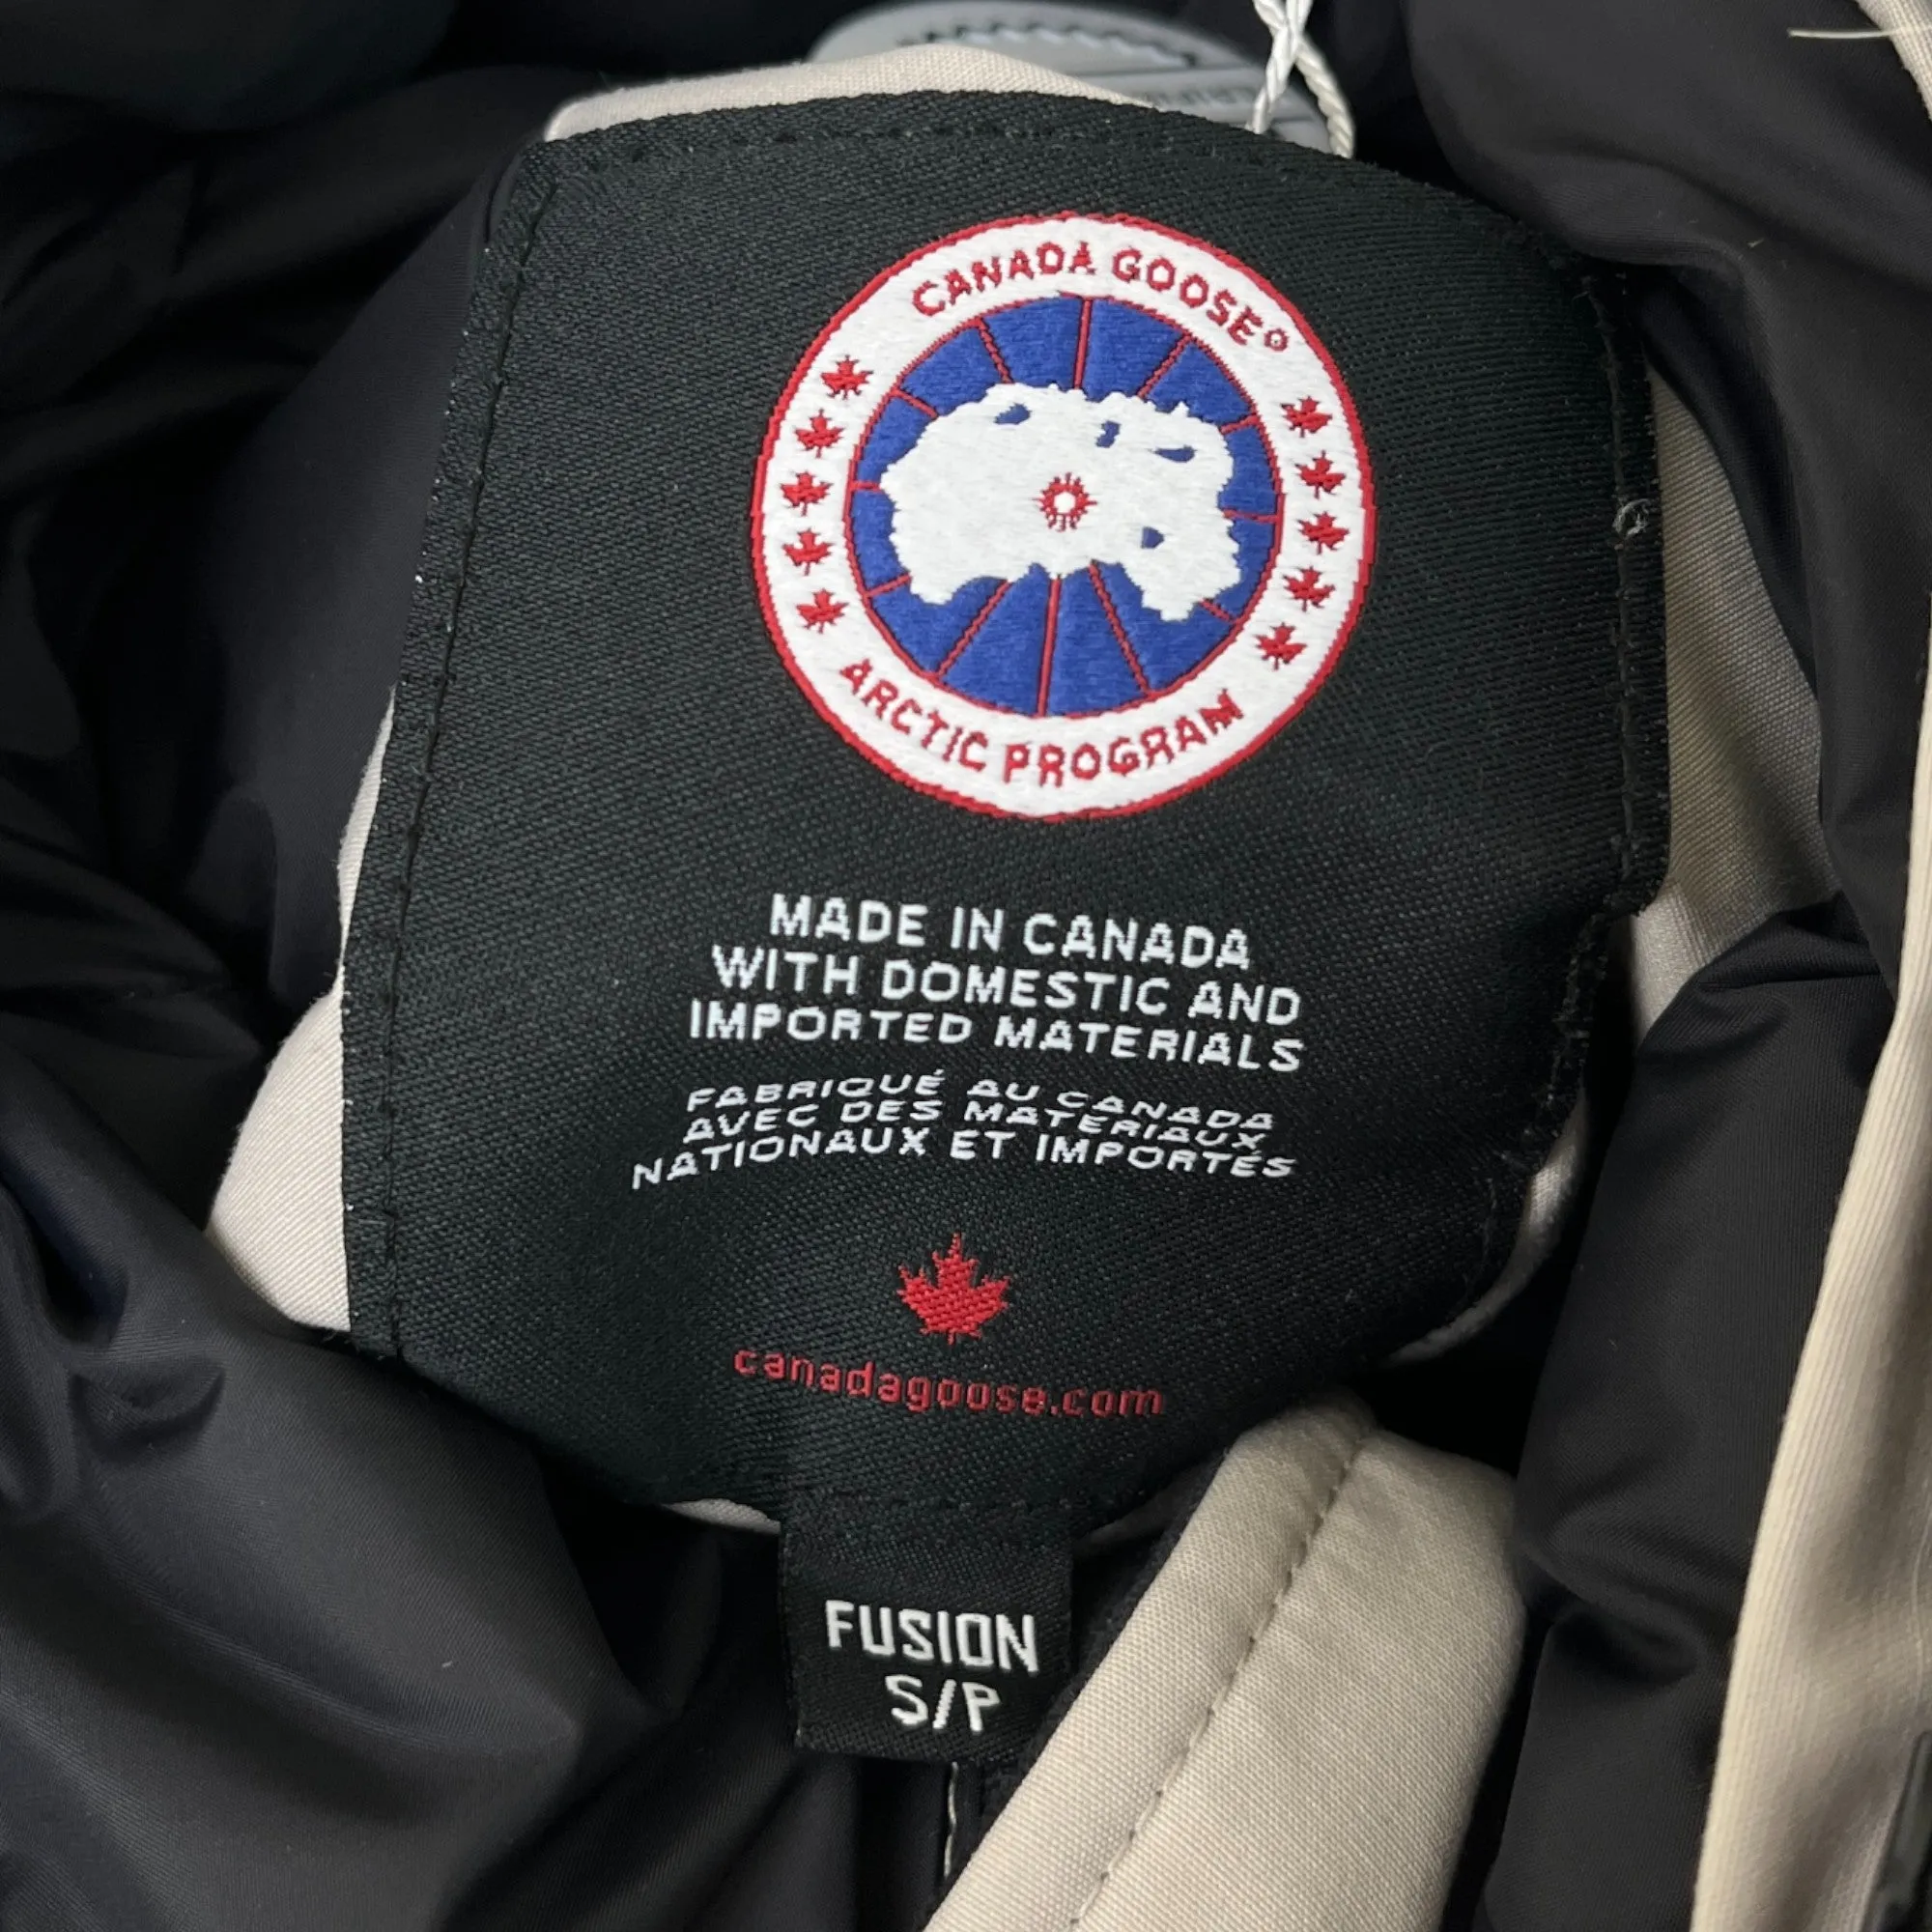 CANADA GOOSE®
ARCTIC PROGRAM
MADE IN CANADA
WITH DOMESTIC AND
IMPORTED MATERIALS
FABRIQUÉ AU CANADA
AVEC DES MATÉRIAUX
NATIONAUX ET IMPORTÉS
canadagoose.com
FUSION
S/P